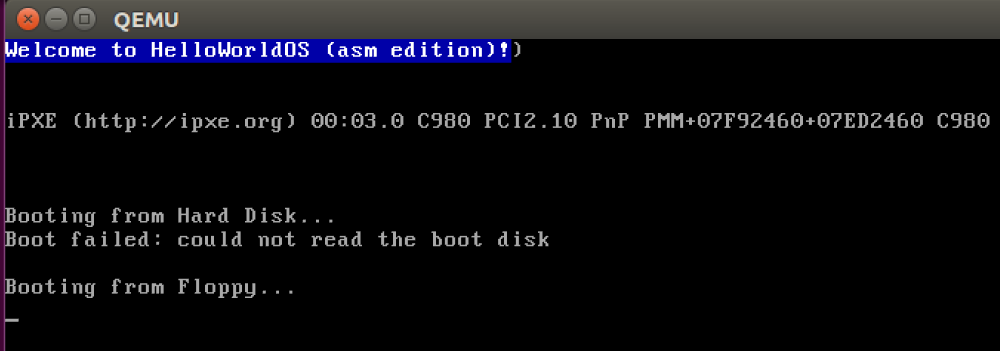 QEMU
Welcome to HelloWorldOS (asm edition)!)
iPXE (http://ipxe.org) 00:03.0 C980 PCI2.10 PnP PMM+07F92460+07ED2460 C980
Booting from Hard Disk...
Boot failed: could not read the boot disk
Booting from Floppy...